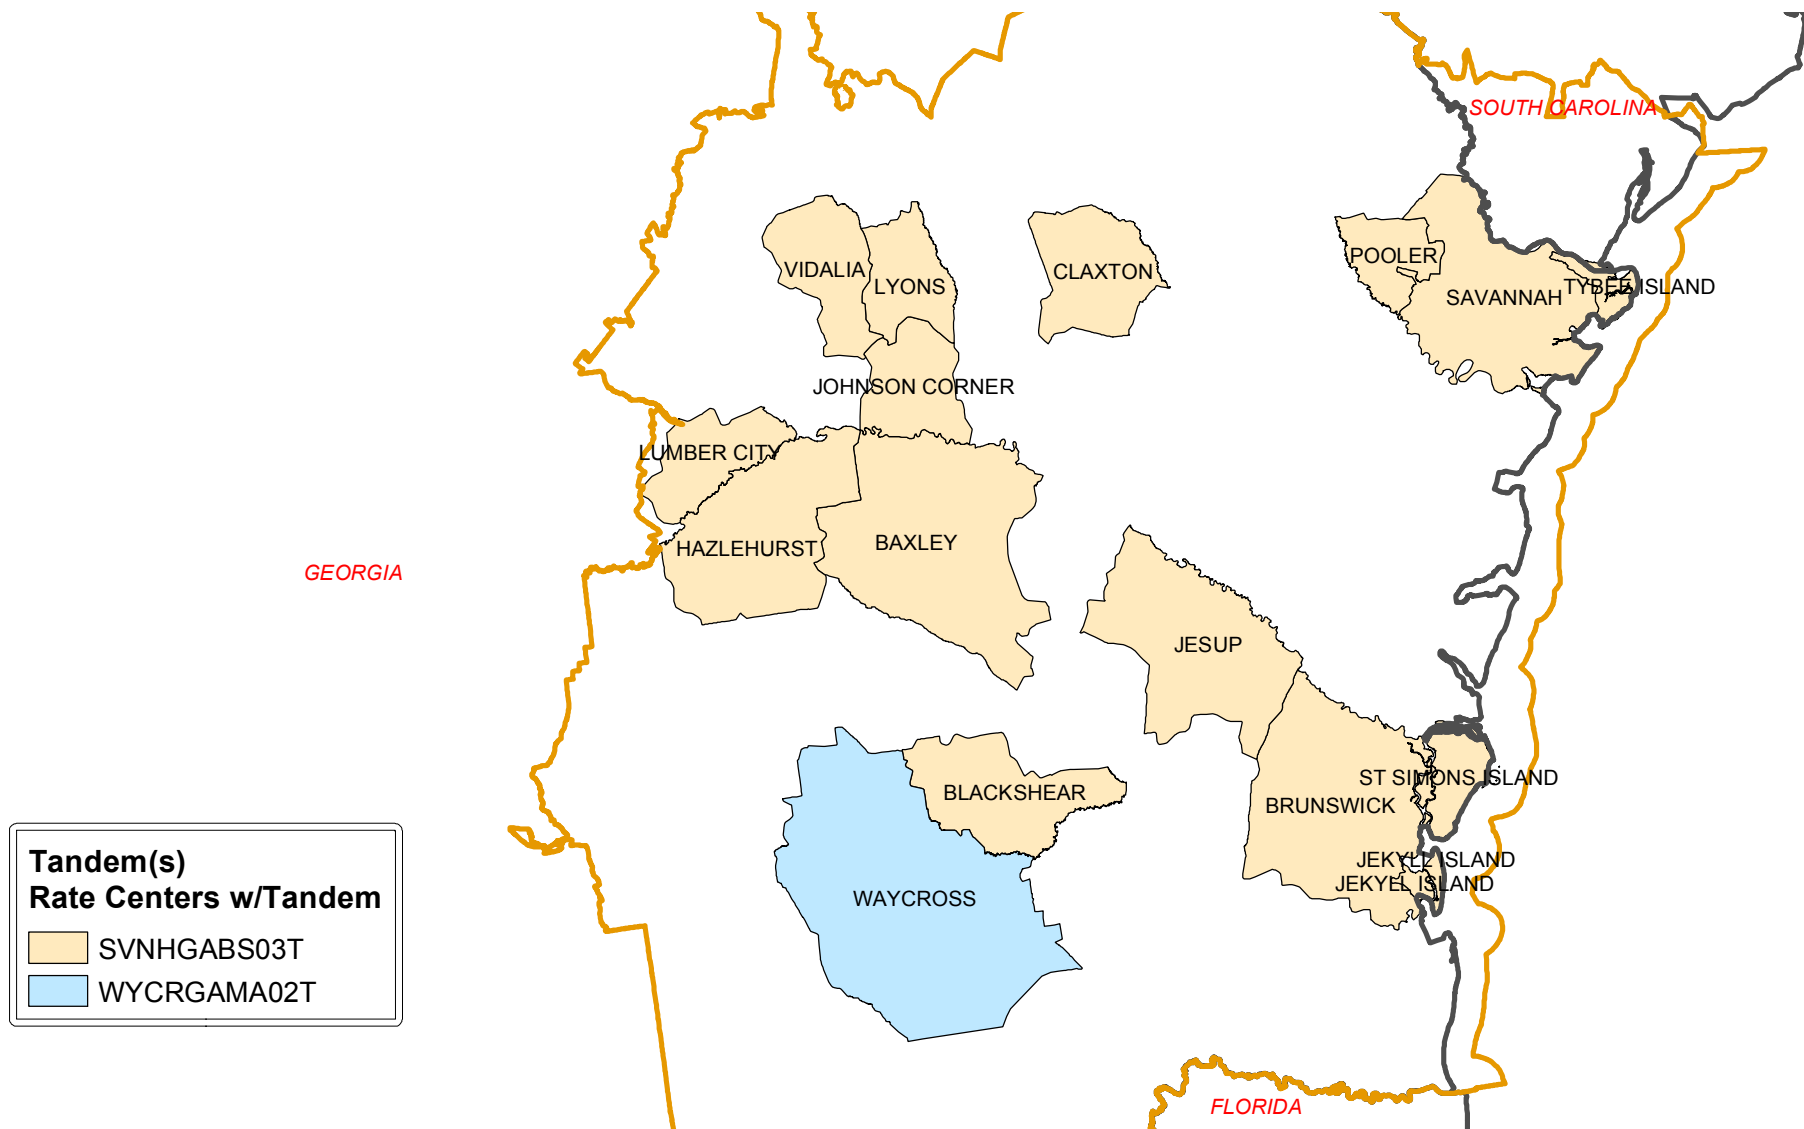 SOUTH CAROLINA
VIDALIA
LYONS
CLAXTON
POOLER
SAVANNAH
TYBEE ISLAND
JOHNSON CORNER
LUMBER CITY
HAZLEHURST
BAXLEY
GEORGIA
JESUP
ST SIMONS ISLAND
BLACKSHEAR
BRUNSWICK
JEKYLL ISLAND
JEKYLL ISLAND
WAYCROSS
Tandem(s)
Rate Centers w/Tandem
SVNHGABS03T
WYCRGAMA02T
FLORIDA